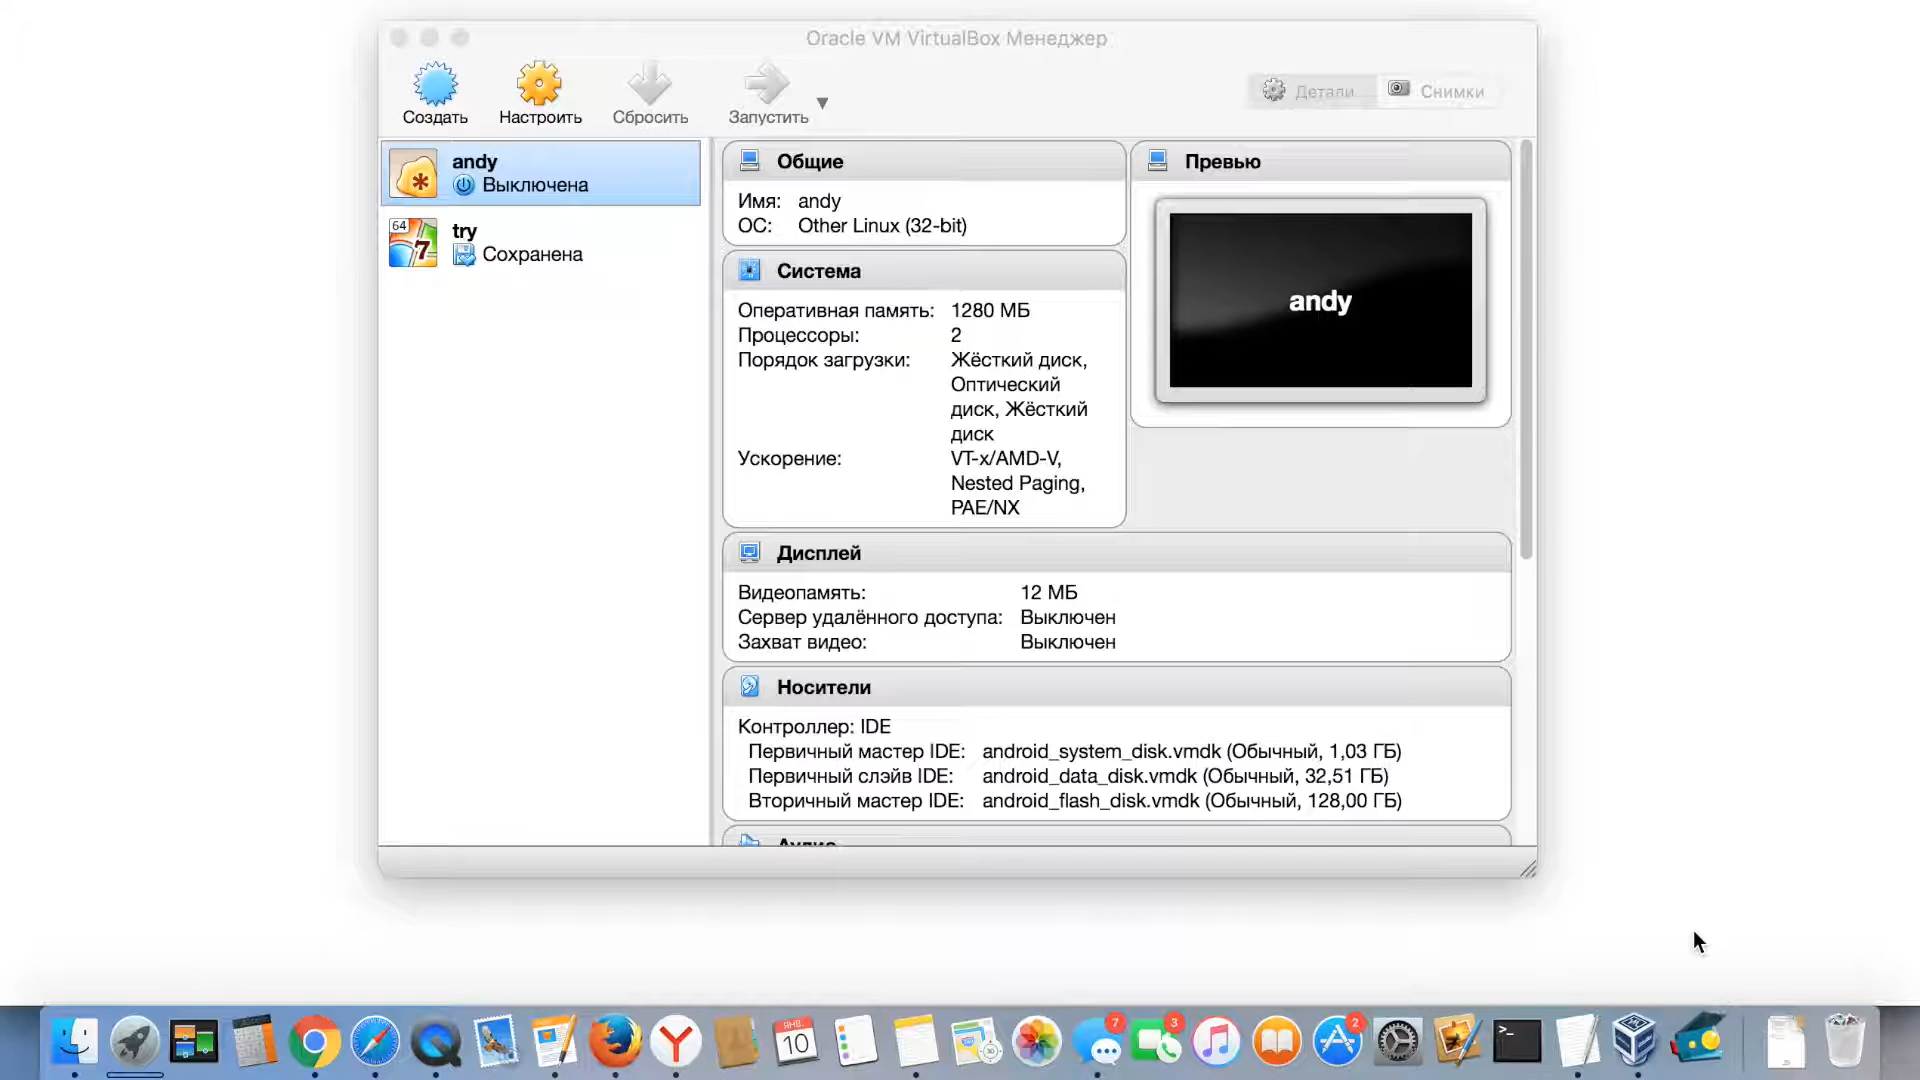 Oracle VM VirtualBox Менеджер
Создать
Настроить
Сбросить
Запустить
Детали
Снимки
andy
Выключена
64
7
try
Сохранена
Общие
Имя: andy
ОС: Other Linux (32-bit)
Система
Оперативная память: 1280 МБ
Процессоры: 2
Порядок загрузки: Жёсткий диск,
Оптический
диск, Жёсткий
диск
Ускорение: VT-x/AMD-V,
Nested Paging,
PAE/NX
Превью
andy
Дисплей
Видеопамять: 12 МБ
Сервер удалённого доступа: Выключен
Захват видео: Выключен
Носители
Контроллер: IDE
Первичный мастер IDE: android_system_disk.vmdk (Обычный, 1,03 ГБ)
Первичный слэйв IDE: android_data_disk.vmdk (Обычный, 32,51 ГБ)
Вторичный мастер IDE: android_flash_disk.vmdk (Обычный, 128,00 ГБ)
Аудио
ЯНВ.
10
7
3
2
>_